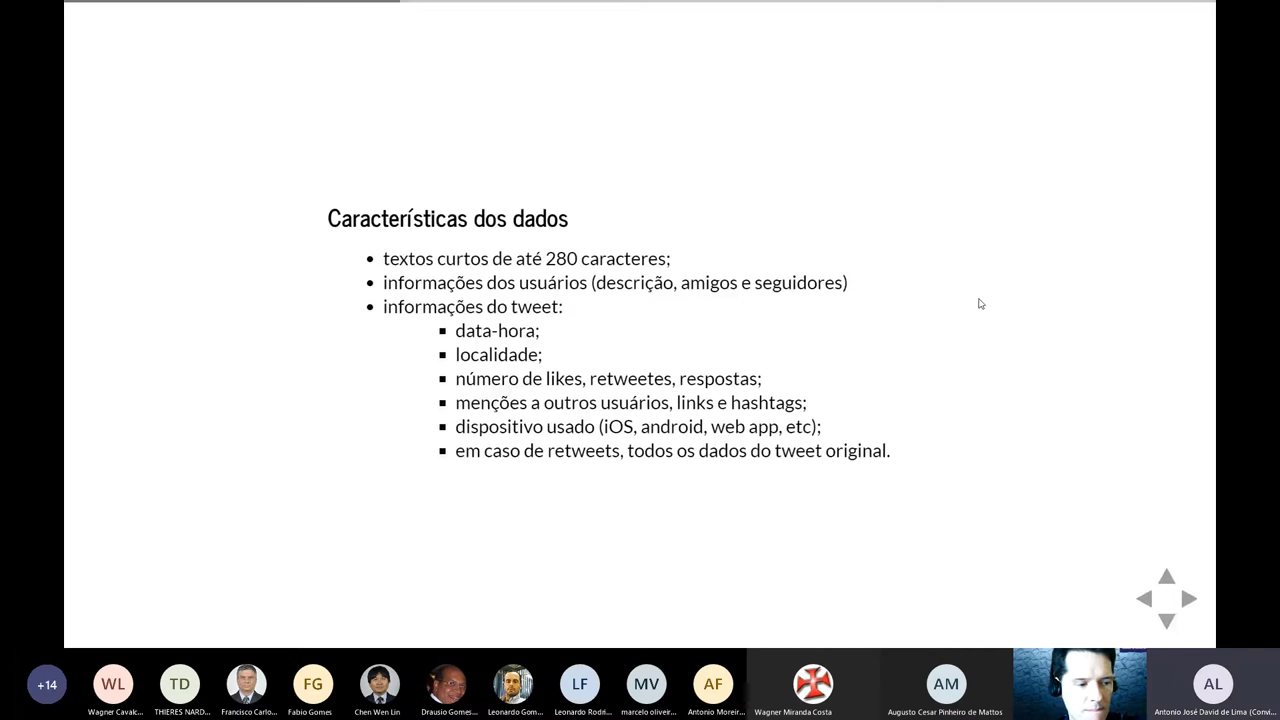 Características dos dados
textos curtos de até 280 caracteres;
informações dos usuários (descrição, amigos e seguidores)
informações do tweet:
data-hora;
localidade;
número de likes, retweetes, respostas;
menções a outros usuários, links e hashtags;
dispositivo usado (iOS, android, web app, etc);
em caso de retweets, todos os dados do tweet original.
+14 WL TD FG LF MV AF AM AL
Wagner Cavalc... THIERES NARD... Francisco Carlo... Fabio Gomes Chen Wen Lin Drausio Gomes... Leonardo Gom... Leonardo Rodri... marcelo oliveir... Antonio Moreir... Wagner Miranda Costa Augusto Cesar Pinheiro de Mattos Antonio José David de Lima (Convi...